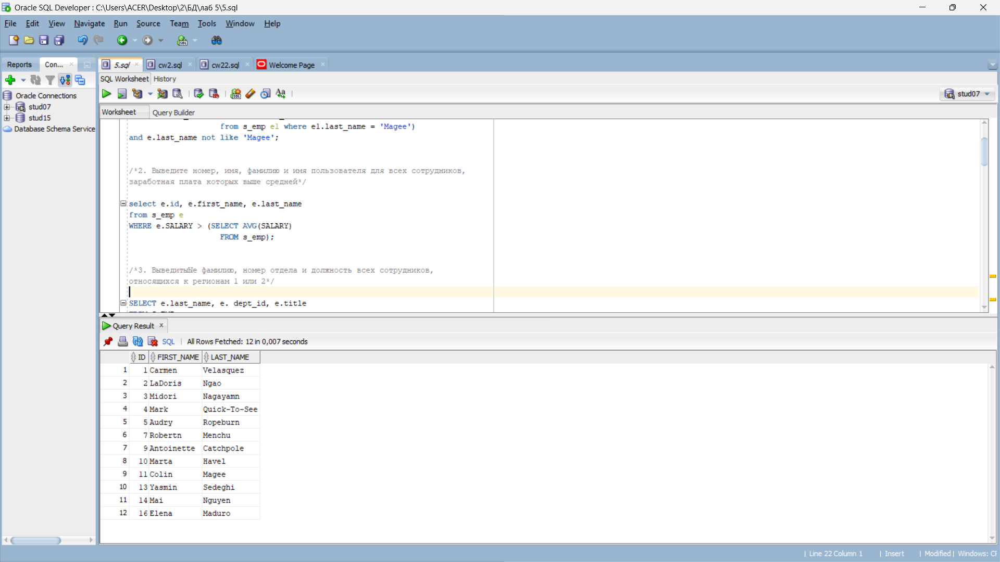 Oracle SQL Developer : C:\Users\ACER\Desktop\2\БД\лаб 5\5.sql
File Edit View Navigate Run Source Team Tools Window Help
Reports Con... 5.sql cw2.sql cw22.sql Welcome Page
SQL Worksheet History
Oracle Connections
stud07
stud15
Database Schema Service
stud07
Worksheet Query Builder
from s_emp e1 where e1.last_name = 'Magee')
and e.last_name not like 'Magee';
/*2. Выведите номер, имя, фамилию и имя пользователя для всех сотрудников,
заработная плата которых выше средней*/
select e.id, e.first_name, e.last_name
from s_emp e
WHERE e.SALARY > (SELECT AVG(SALARY)
FROM s_emp);
/*3. ВыведитыЫе фамилию, номер отдела и должность всех сотрудников,
относящихся к регионам 1 или 2*/
SELECT e.last_name, e. dept_id, e.title
Query Result
SQL All Rows Fetched: 12 in 0,007 seconds
ID FIRST_NAME LAST_NAME
1 1 Carmen Velasquez
2 2 LaDoris Ngao
3 3 Midori Nagayamn
4 4 Mark Quick-To-See
5 5 Audry Ropeburn
6 7 Robertn Menchu
7 9 Antoinette Catchpole
8 10 Marta Havel
9 11 Colin Magee
10 13 Yasmin Sedeghi
11 14 Mai Nguyen
12 16 Elena Maduro
Line 22 Column 1 Insert Modified Windows: